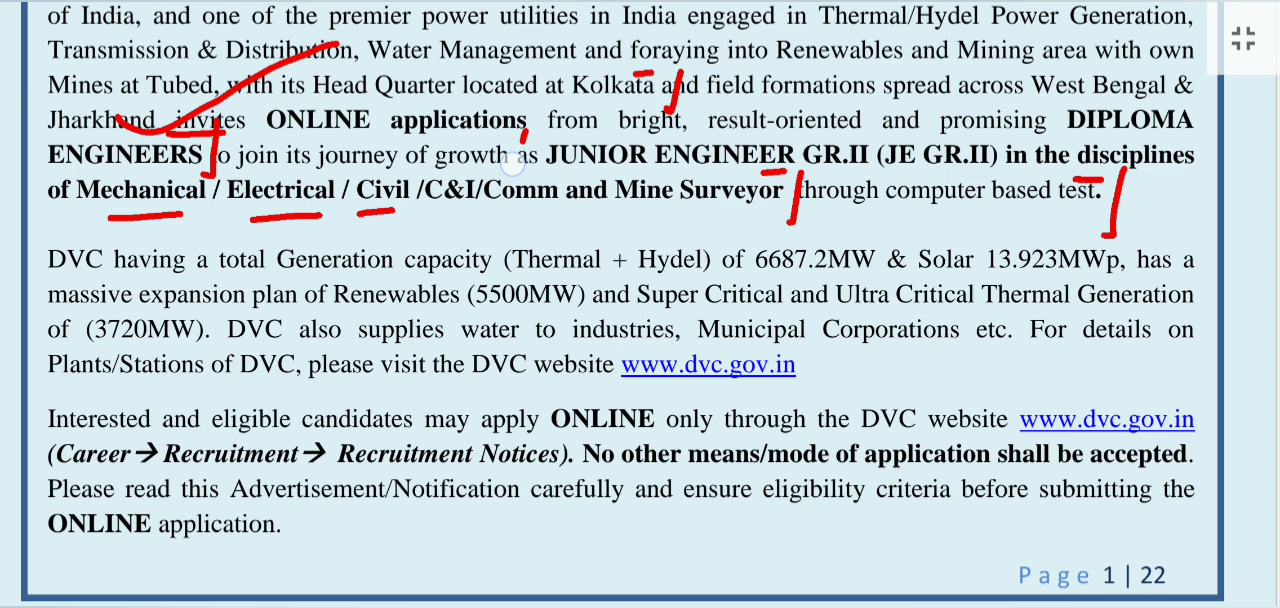 of India, and one of the premier power utilities in India engaged in Thermal/Hydel Power Generation,
Transmission & Distribution, Water Management and foraying into Renewables and Mining area with own
Mines at Tubed, with its Head Quarter located at Kolkata and field formations spread across West Bengal &
Jharkhand invites ONLINE applications from bright, result-oriented and promising DIPLOMA
ENGINEERS to join its journey of growth as JUNIOR ENGINEER GR.II (JE GR.II) in the disciplines
of Mechanical / Electrical / Civil /C&I/Comm and Mine Surveyor through computer based test.
DVC having a total Generation capacity (Thermal + Hydel) of 6687.2MW & Solar 13.923MWp, has a
massive expansion plan of Renewables (5500MW) and Super Critical and Ultra Critical Thermal Generation
of (3720MW). DVC also supplies water to industries, Municipal Corporations etc. For details on
Plants/Stations of DVC, please visit the DVC website www.dvc.gov.in
Interested and eligible candidates may apply ONLINE only through the DVC website www.dvc.gov.in
(Career→Recruitment→ Recruitment Notices). No other means/mode of application shall be accepted.
Please read this Advertisement/Notification carefully and ensure eligibility criteria before submitting the
ONLINE application.
Page 1 | 22